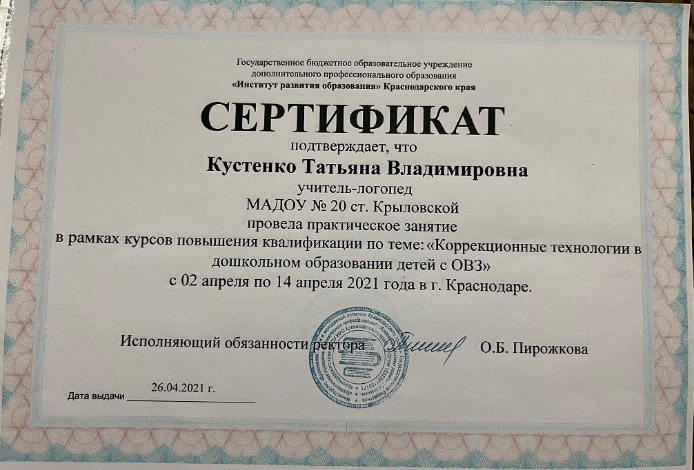 Государственное бюджетное образовательное учреждение
дополнительного профессионального образования
«Институт развития образования» Краснодарского края
СЕРТИФИКАТ
подтверждает, что
Кустенко Татьяна Владимировна
учитель-логопед
МАДОУ № 20 ст. Крыловской
провела практическое занятие
в рамках курсов повышения квалификации по теме: «Коррекционные технологии в
дошкольном образовании детей с ОВЗ»
с 02 апреля по 14 апреля 2021 года в г. Краснодаре.
Исполняющий обязанности ректора О.Б. Пирожкова
26.04.2021 г.
Дата выдачи